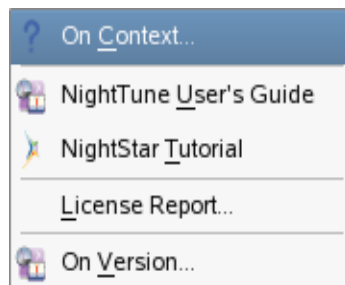 On Context...
NightTune User's Guide
NightStar Tutorial
License Report...
On Version...